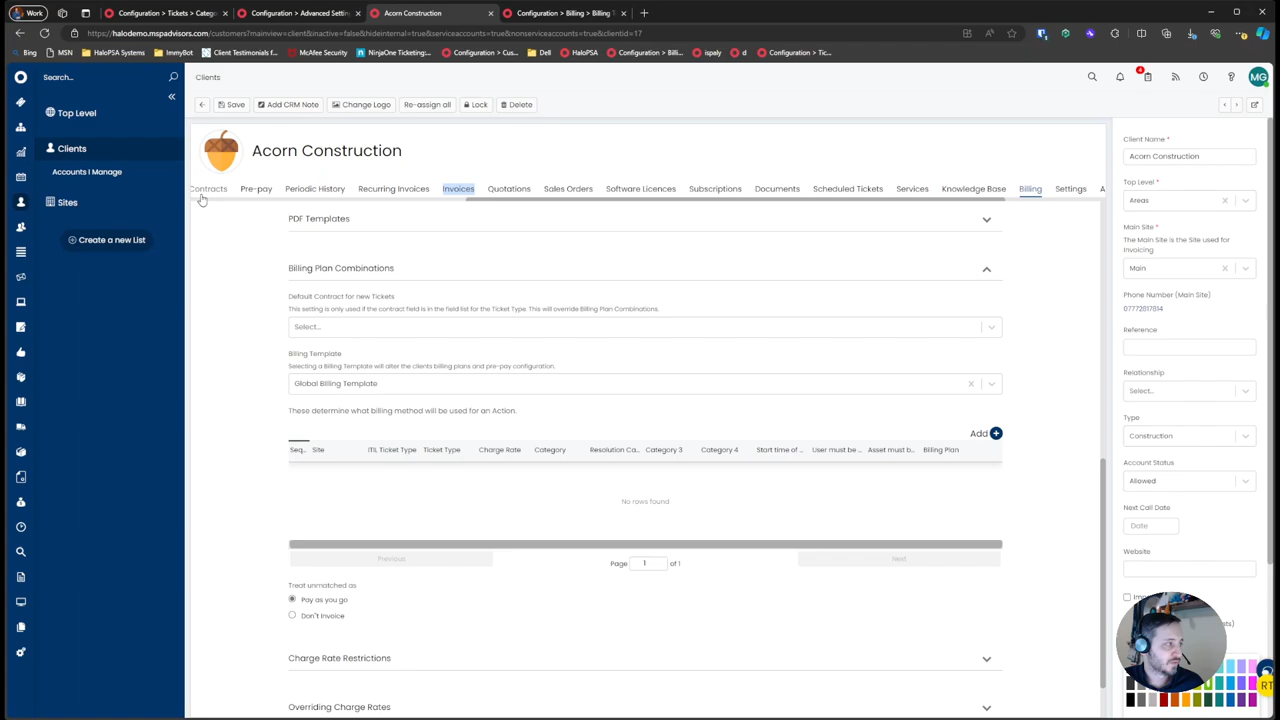 Work
Configuration > Tickets > Catego
Configuration > Advanced Setting
Acorn Construction
Configuration > Billing > Billing T
https://halodemo.mspadvisors.com/customers?mainview=client&inactive=false&hideinternal=true&serviceaccounts=true&nonserviceaccounts=true&clientid=17
Bing
MSN
HaloPSA Systems
ImmyBot
Client Testimonials f...
McAfee Security
NinjaOne Ticketing:...
Configuration > Cus...
Dell
HaloPSA
Configuration > Billi...
ispaly
d
Configuration > Tic...
Search...
Top Level
Clients
Accounts I Manage
Sites
Create a new List
Clients
4
MG
Save
Add CRM Note
Change Logo
Re-assign all
Lock
Delete
Acorn Construction
Contracts
Pre-pay
Periodic History
Recurring Invoices
Invoices
Quotations
Sales Orders
Software Licences
Subscriptions
Documents
Scheduled Tickets
Services
Knowledge Base
Billing
Settings
A
PDF Templates
Billing Plan Combinations
Default Contract for new Tickets
This setting is only used if the contract field is in the field list for the Ticket Type. This will override Billing Plan Combinations.
Select...
Billing Template
Selecting a Billing Template will alter the clients billing plans and pre-pay configuration.
Global Billing Template
These determine what billing method will be used for an Action.
Add
Seq...
Site
ITIL Ticket Type
Ticket Type
Charge Rate
Category
Resolution Ca...
Category 3
Category 4
Start time of ...
User must be ...
Asset must b...
Billing Plan
No rows found
Previous
Page 1 of 1
Next
Treat unmatched as
Pay as you go
Don't Invoice
Charge Rate Restrictions
Overriding Charge Rates
Client Name *
Acorn Construction
Top Level *
Areas
Main Site *
The Main Site is the Site used for
Invoicing
Main
Phone Number (Main Site)
07772817814
Reference
Relationship
Select...
Type
Construction
Account Status
Allowed
Next Call Date
Date
Website
RT